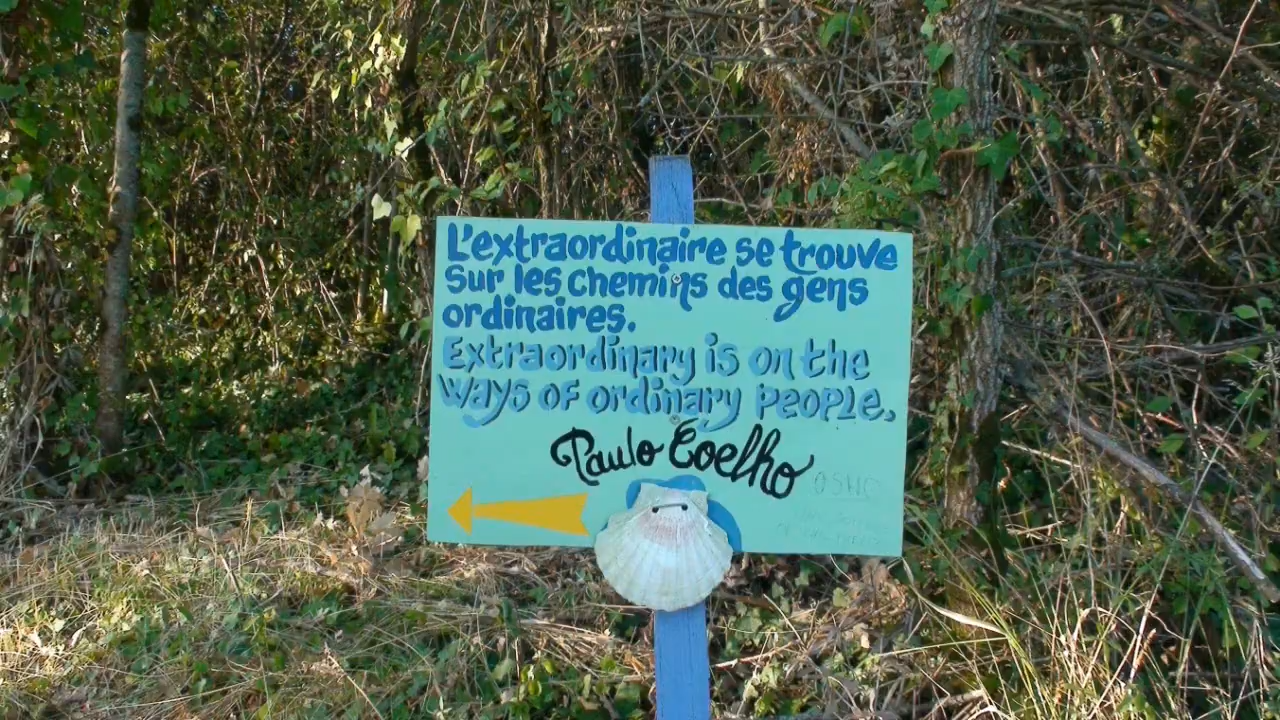 L'extraordinaire se trouve
sur les chemins des gens
ordinaires.
Extraordinary is on the
ways of ordinary people,
Paulo Coelho